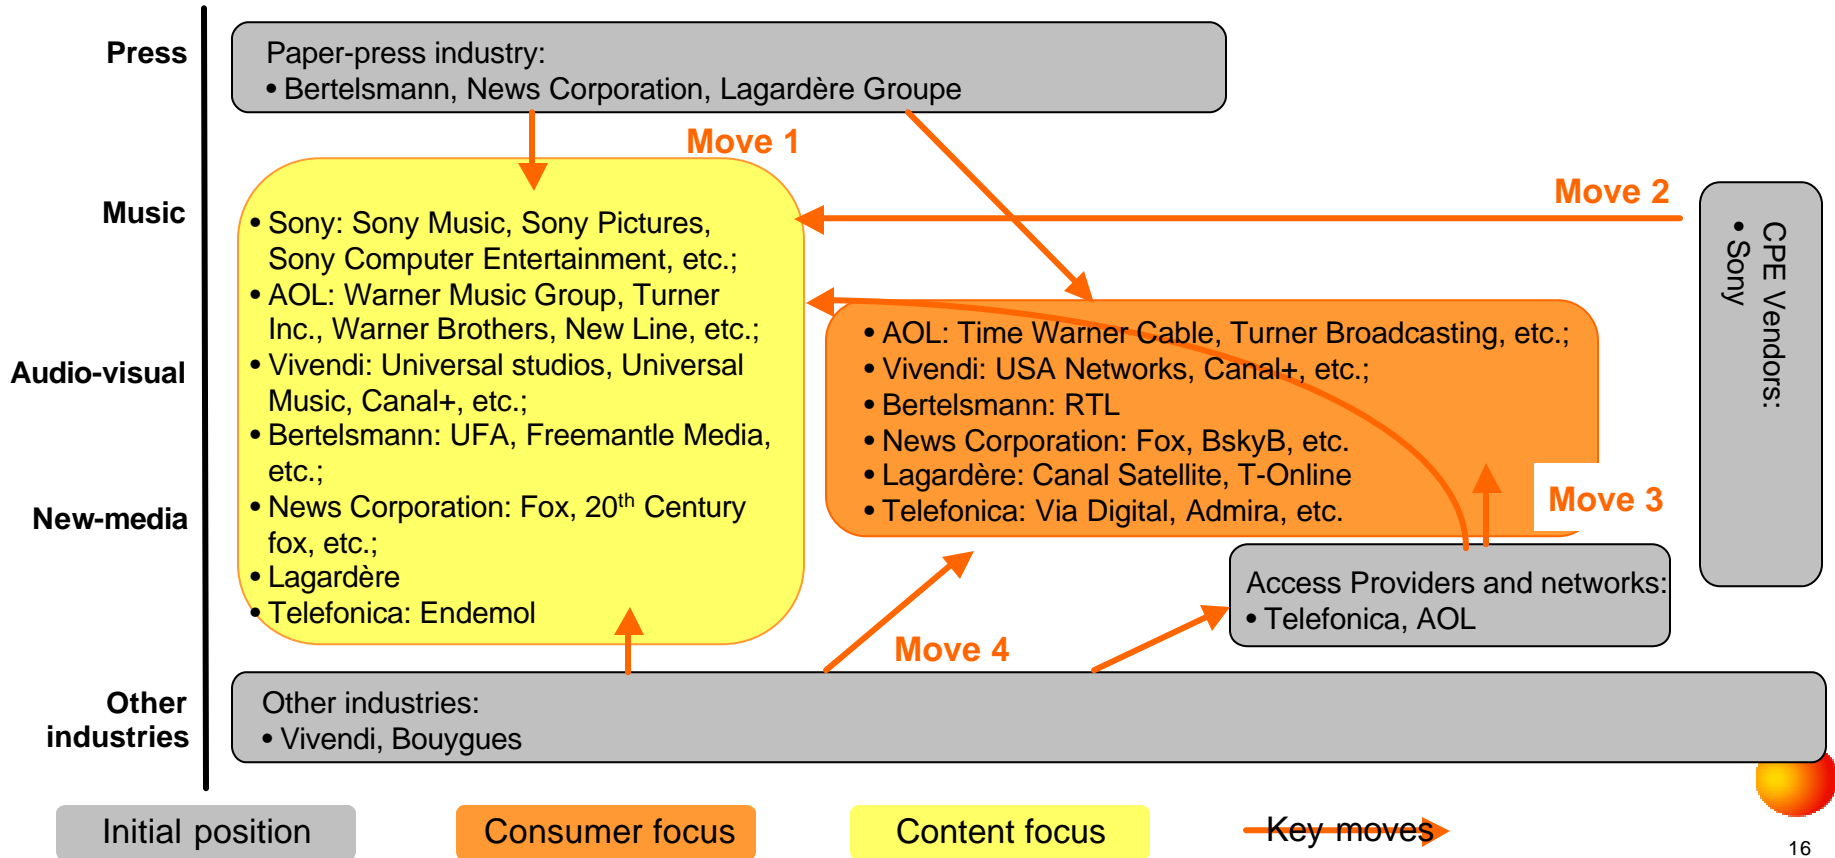 Press
Paper-press industry:
• Bertelsmann, News Corporation, Lagardère Groupe
Move 1
Music
Move 2
• Sony: Sony Music, Sony Pictures,
Sony Computer Entertainment, etc.;
• AOL: Warner Music Group, Turner
Inc., Warner Brothers, New Line, etc.;
• Vivendi: Universal studios, Universal
Music, Canal+, etc.;
• Bertelsmann: UFA, Freemantle Media,
etc.;
• News Corporation: Fox, 20th Century
fox, etc.;
• Lagardère
• Telefonica: Endemol
CPE Vendors:
• Sony
Audio-visual
• AOL: Time Warner Cable, Turner Broadcasting, etc.;
• Vivendi: USA Networks, Canal+, etc.;
• Bertelsmann: RTL
• News Corporation: Fox, BskyB, etc.
• Lagardère: Canal Satellite, T-Online
• Telefonica: Via Digital, Admira, etc.
Move 3
New-media
Access Providers and networks:
• Telefonica, AOL
Move 4
Other
industries
Other industries:
• Vivendi, Bouygues
Initial position
Consumer focus
Content focus
Key moves
16